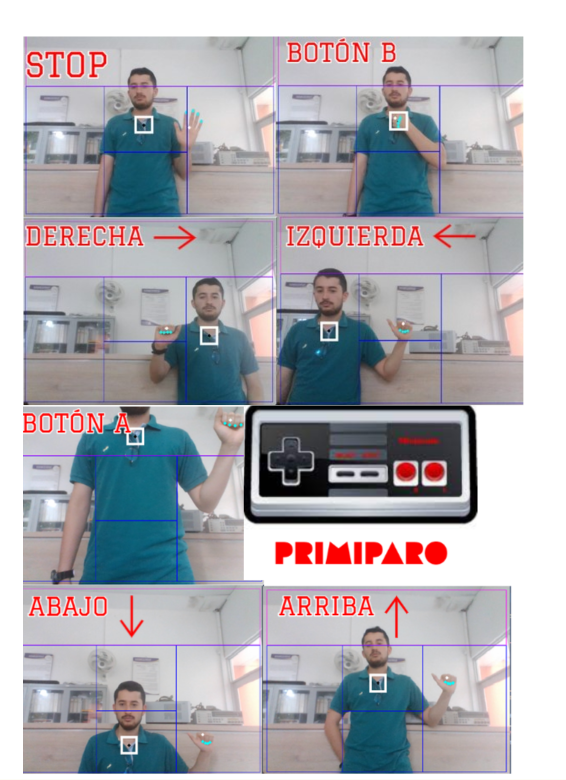 STOP
BOTÓN B
DERECHA
IZQUIERDA
BOTÓN A
PRIMIPARO
ABAJO
ARRIBA